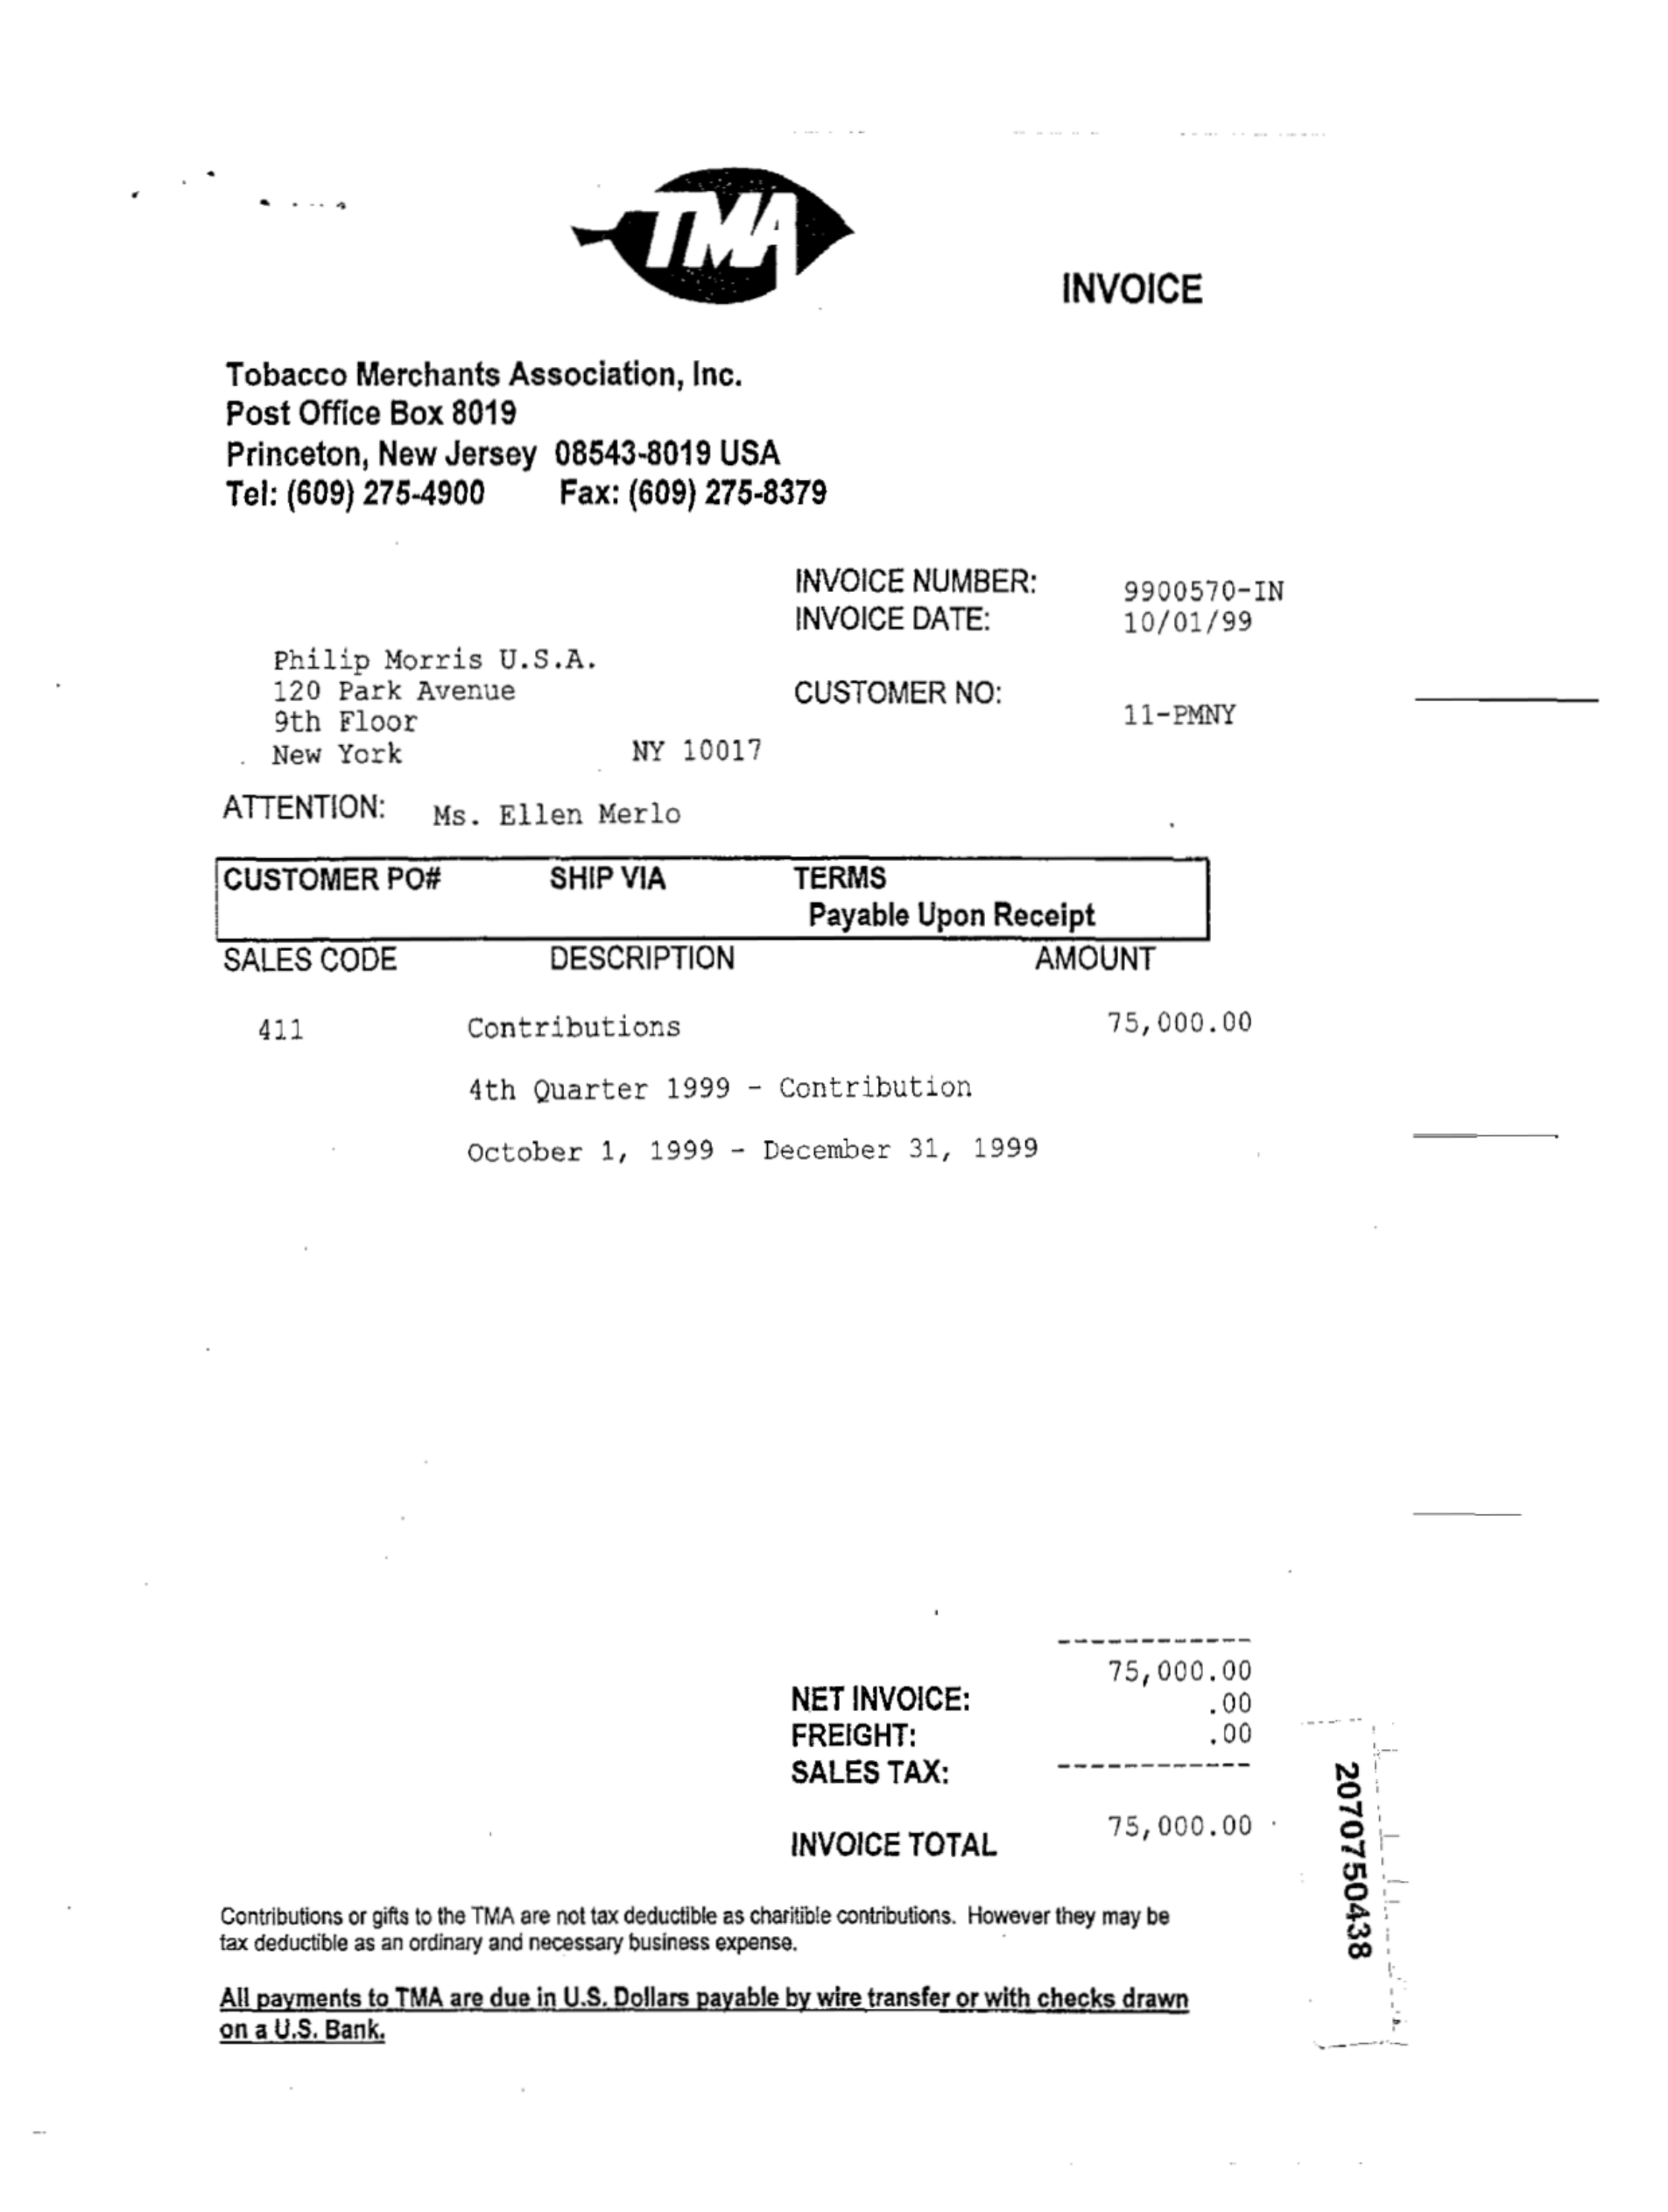 TMA
INVOICE
Tobacco Merchants Association, Inc.
Post Office Box 8019
Princeton, New Jersey 08543-8019 USA
Tel: (609) 275-4900 Fax: (609) 275-8379
INVOICE NUMBER: 9900570-IN
INVOICE DATE: 10/01/99
Philip Morris U.S.A.
120 Park Avenue
CUSTOMER NO: 11-PMNY
9th Floor
New York NY 10017
ATTENTION: Ms. Ellen Merlo
CUSTOMER PO# SHIP VIA TERMS
Payable Upon Receipt
SALES CODE DESCRIPTION AMOUNT
411 Contributions 75,000.00
4th Quarter 1999 - Contribution
October 1, 1999 - December 31, 1999
NET INVOICE: 75,000.00
FREIGHT: .00
SALES TAX: .00
INVOICE TOTAL 75,000.00
2070750438
Contributions or gifts to the TMA are not tax deductible as charitible contributions. However they may be
tax deductible as an ordinary and necessary business expense.
All payments to TMA are due in U.S. Dollars payable by wire transfer or with checks drawn
on a U.S. Bank.